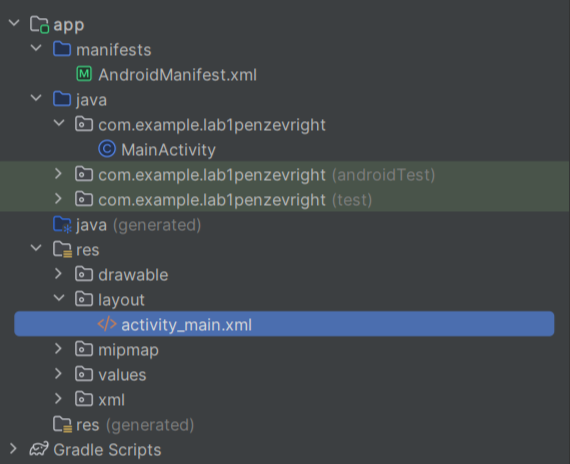 app
manifests
AndroidManifest.xml
java
com.example.lab1penzevright
MainActivity
com.example.lab1penzevright (androidTest)
com.example.lab1penzevright (test)
java (generated)
res
drawable
layout
activity_main.xml
mipmap
values
xml
res (generated)
Gradle Scripts